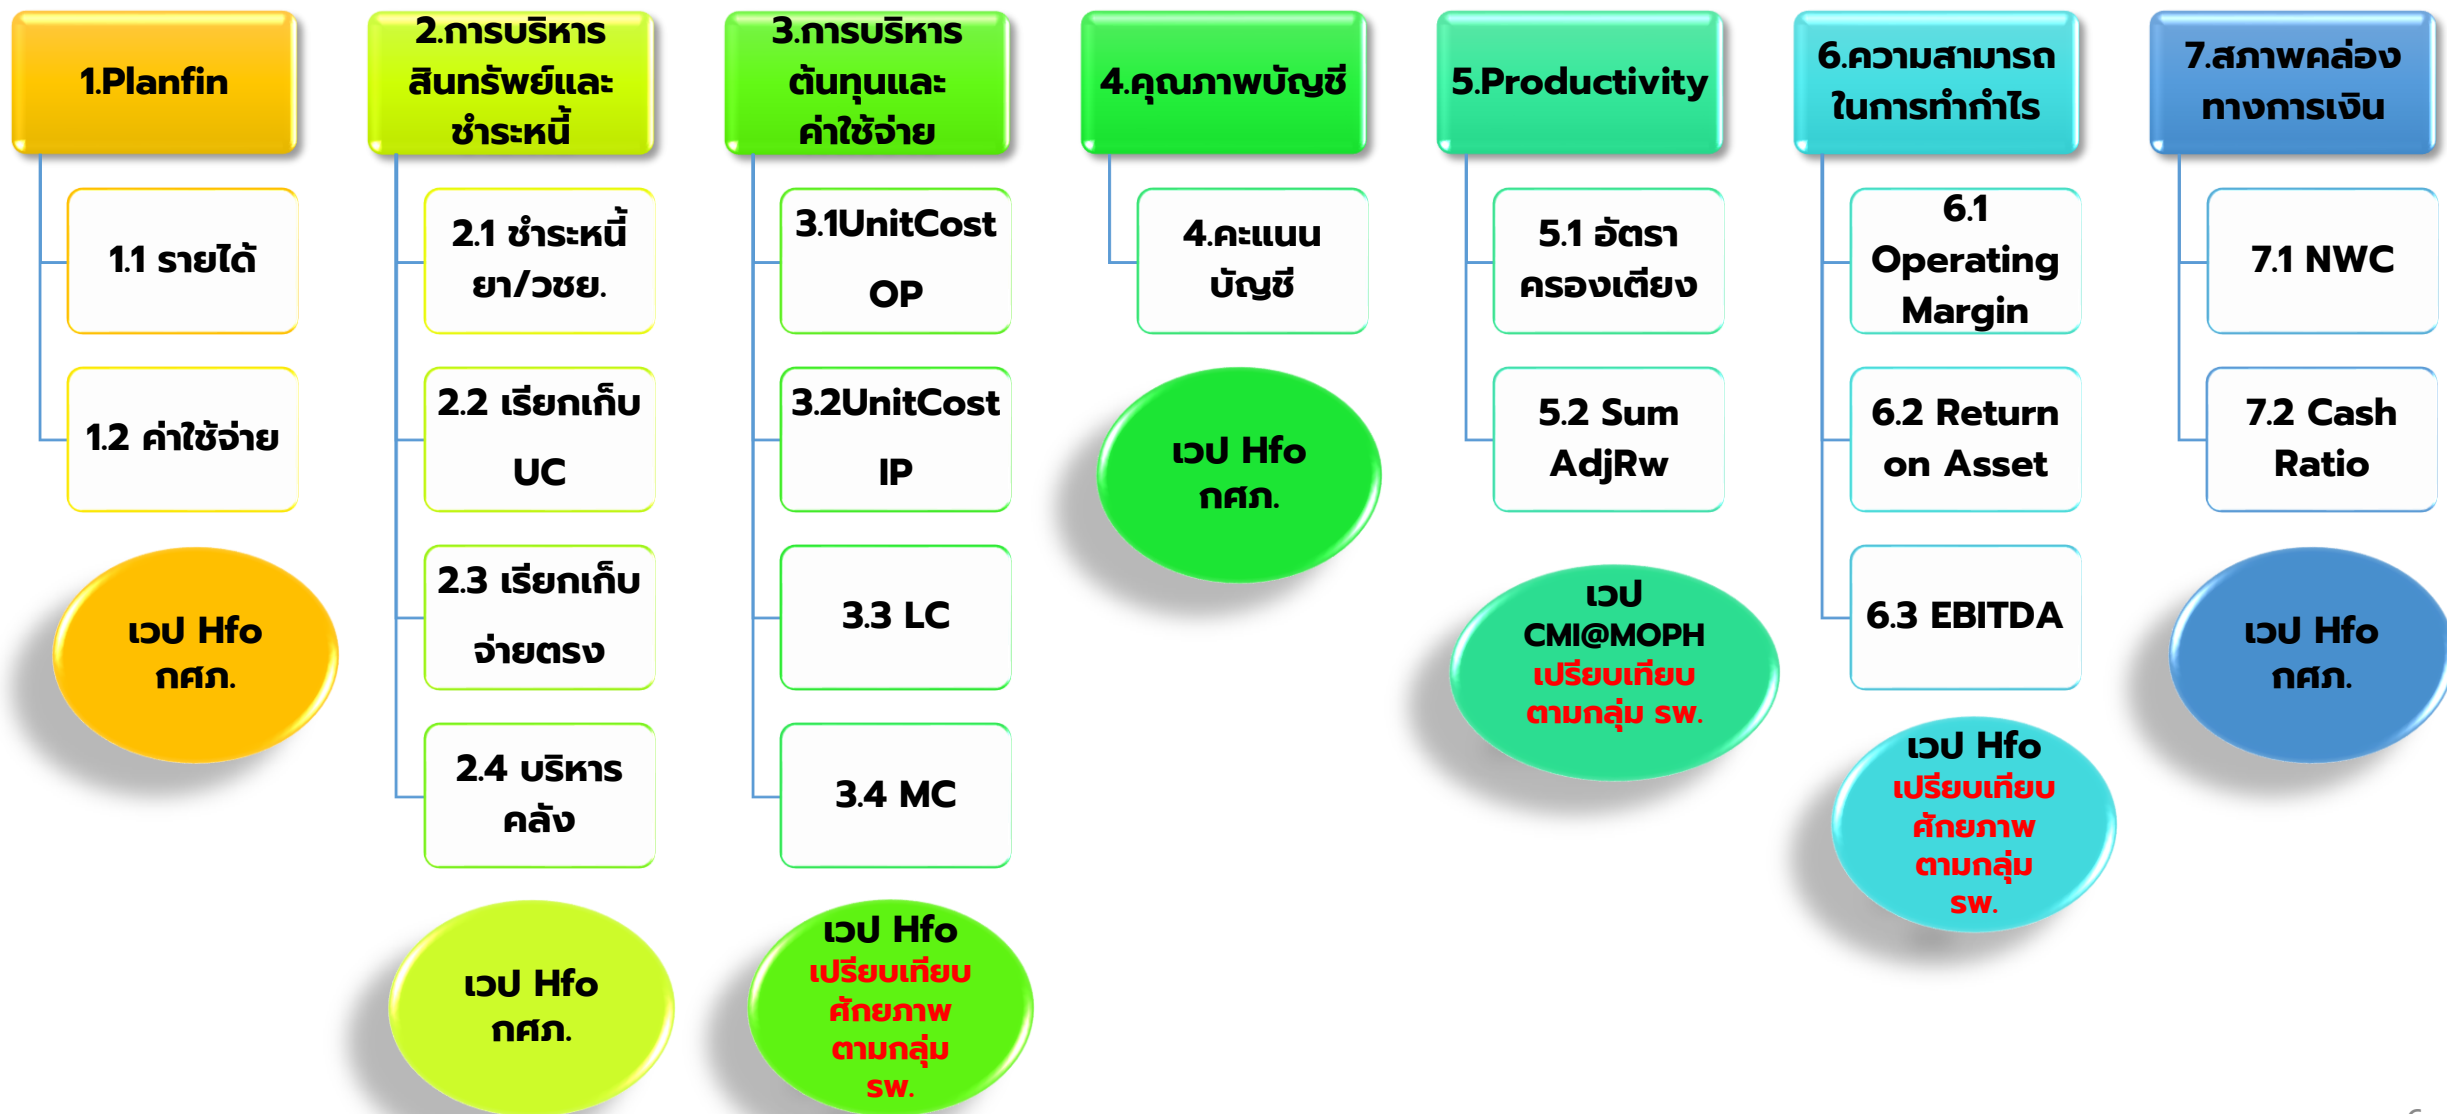 1.Planfin
1.1 รายได้
1.2 ค่าใช้จ่าย
เวป Hfo
กศภ.
2.การบริหาร
สินทรัพย์และ
ชำระหนี้
2.1 ชำระหนี้
ยา/วชย.
2.2 เรียกเก็บ
UC
2.3 เรียกเก็บ
จ่ายตรง
2.4 บริหาร
คลัง
เวป Hfo
กศภ.
3.การบริหาร
ต้นทุนและ
ค่าใช้จ่าย
3.1UnitCost
OP
3.2UnitCost
IP
3.3 LC
3.4 MC
เวป Hfo
เปรียบเทียบ
ศักยภาพ
ตามกลุ่ม
รพ.
4.คุณภาพบัญชี
4.คะแนน
บัญชี
เวป Hfo
กศภ.
5.Productivity
5.1 อัตรา
ครองเตียง
5.2 Sum
AdjRw
เวป
CMI@MOPH
เปรียบเทียบ
ตามกลุ่ม รพ.
6.ความสามารถ
ในการทำกำไร
6.1
Operating
Margin
6.2 Return
on Asset
6.3 EBITDA
เวป Hfo
เปรียบเทียบ
ศักยภาพ
ตามกลุ่ม
รพ.
7.สภาพคล่อง
ทางการเงิน
7.1 NWC
7.2 Cash
Ratio
เวป Hfo
กศภ.